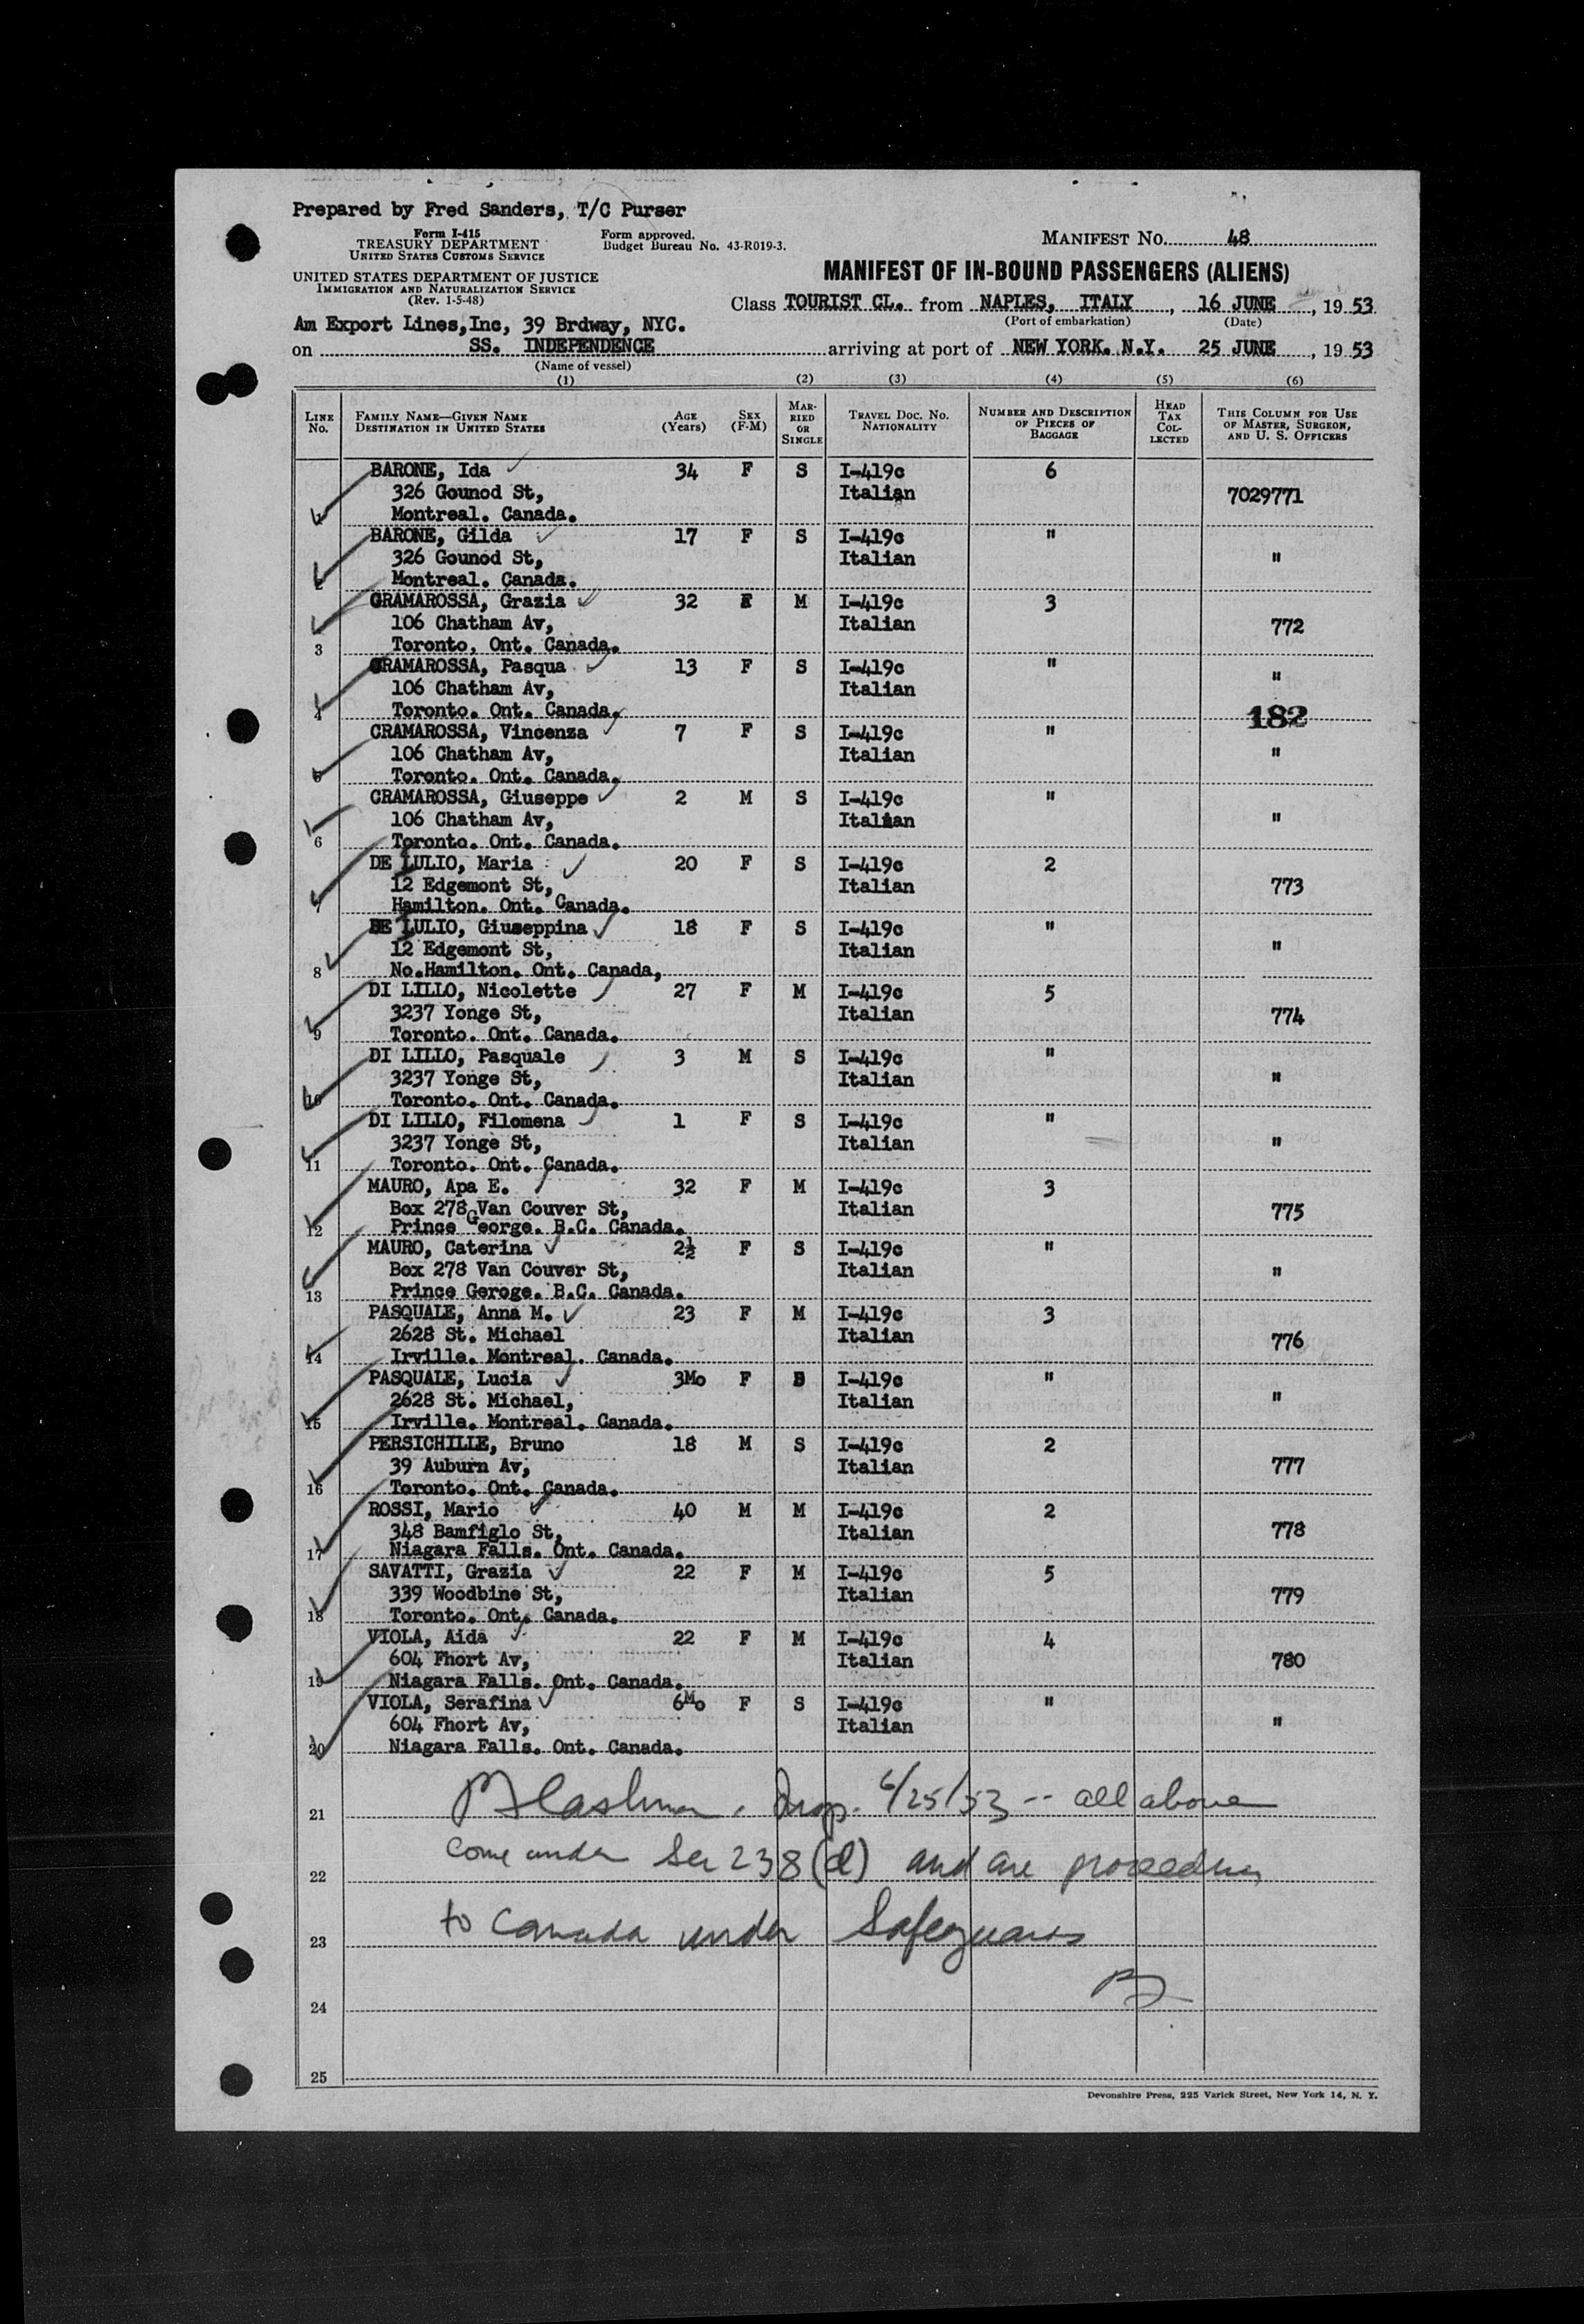 Prepared by Fred Sanders, T/C Purser
Form I-415
TREASURY DEPARTMENT
UNITED STATES CUSTOMS SERVICE
Form approved.
Budget Bureau No. 43-R019-3.
MANIFEST No. 48
UNITED STATES DEPARTMENT OF JUSTICE
IMMIGRATION AND NATURALIZATION SERVICE
(Rev. 1-5-48)
MANIFEST OF IN-BOUND PASSENGERS (ALIENS)
Class TOURIST CL. from NAPLES, ITALY, 16 JUNE, 19 53
(Port of embarkation) (Date)
Am Export Lines,Inc, 39 Brdway, NYC.
on SS. INDEPENDENCE arriving at port of NEW YORK. N.Y. 25 JUNE, 19 53
(Name of vessel)
(1) (2) (3) (4) (5) (6)
LINE No. FAMILY NAME—GIVEN NAME DESTINATION IN UNITED STATES AGE (Years) SEX (F-M) MARRIED OR SINGLE TRAVEL DOC. No. NATIONALITY NUMBER AND DESCRIPTION OF PIECES OF BAGGAGE HEAD TAX COLLECTED THIS COLUMN FOR USE OF MASTER, SURGEON, AND U. S. OFFICERS
BARONE, Ida 34 F S I-419c 6
326 Gounod St, Italian 7029771
1 Montreal. Canada.
BARONE, Gilda 17 F S I-419c "
326 Gounod St, Italian "
2 Montreal. Canada.
GRAMAROSSA, Grazia 32 F M I-419c 3
106 Chatham Av, Italian 772
3 Toronto. Ont. Canada.
GRAMAROSSA, Pasqua 13 F S I-419c "
106 Chatham Av, Italian "
4 Toronto. Ont. Canada. 182
CRAMAROSSA, Vincenza 7 F S I-419c "
106 Chatham Av, Italian "
5 Toronto. Ont. Canada.
CRAMAROSSA, Giuseppe 2 M S I-419c "
106 Chatham Av, Italian "
6 Toronto. Ont. Canada.
DE IULIO, Maria 20 F S I-419c 2
12 Edgemont St, Italian 773
7 Hamilton. Ont. Canada.
DE IULIO, Giuseppina 18 F S I-419c "
12 Edgemont St, Italian "
8 No.Hamilton. Ont. Canada,
DI LILLO, Nicolette 27 F M I-419c 5
3237 Yonge St, Italian 774
9 Toronto. Ont. Canada.
DI LILLO, Pasquale 3 M S I-419c "
3237 Yonge St, Italian "
10 Toronto. Ont. Canada.
DI LILLO, Filomena 1 F S I-419c "
3237 Yonge St, Italian "
11 Toronto. Ont. Canada.
MAURO, Apa E. 32 F M I-419c 3
Box 278 Van Couver St, Italian 775
12 Prince George. B.C. Canada.
MAURO, Caterina 2½ F S I-419c "
Box 278 Van Couver St, Italian "
13 Prince Geroge. B.C. Canada.
PASQUALE, Anna M. 23 F M I-419c 3
2628 St. Michael Italian 776
14 Irville. Montreal. Canada.
PASQUALE, Lucia 3Mo F S I-419c "
2628 St. Michael, Italian "
15 Irville. Montreal. Canada.
PERSICHILLE, Bruno 18 M S I-419c 2
39 Auburn Av, Italian 777
16 Toronto. Ont. Canada.
ROSSI, Mario 40 M M I-419c 2
348 Bamfiglo St, Italian 778
17 Niagara Falls. Ont. Canada.
SAVATTI, Grazia 22 F M I-419c 5
339 Woodbine St, Italian 779
18 Toronto. Ont. Canada.
VIOLA, Aida 22 F M I-419c 4
604 Fhort Av, Italian 780
19 Niagara Falls. Ont. Canada.
VIOLA, Serafina 6Mo F S I-419c "
604 Fhort Av, Italian "
20 Niagara Falls. Ont. Canada.
21 Insp. 6/25/53 -- all above
22 come under Sec 238(d) and are proceeding
23 to Canada under Safeguards
24
25
Devonshire Press, 225 Varick Street, New York 14, N. Y.